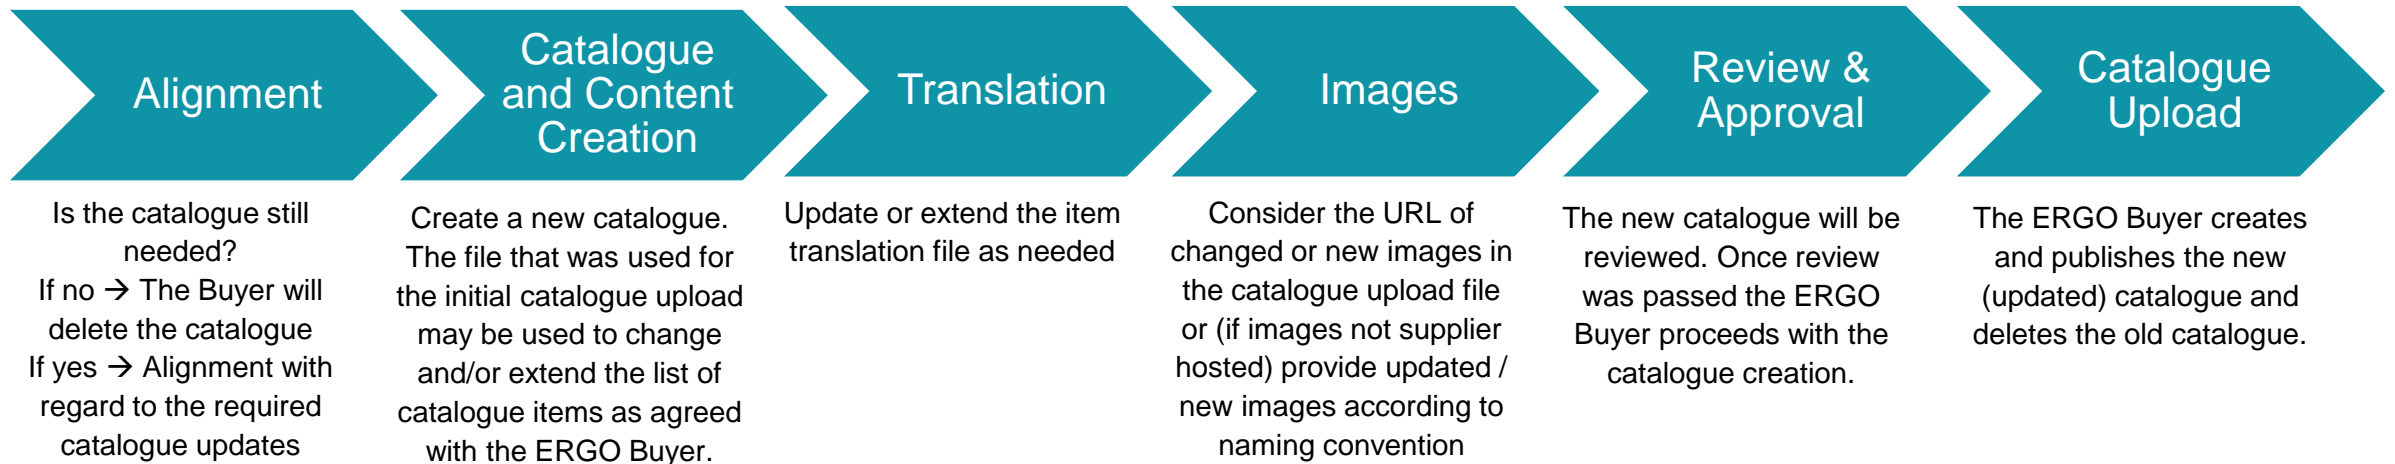 Alignment
Is the catalogue still
needed?
If no → The Buyer will
delete the catalogue
If yes → Alignment with
regard to the required
catalogue updates
Catalogue
and Content
Creation
Create a new catalogue.
The file that was used for
the initial catalogue upload
may be used to change
and/or extend the list of
catalogue items as agreed
with the ERGO Buyer.
Translation
Update or extend the item
translation file as needed
Images
Consider the URL of
changed or new images in
the catalogue upload file
or (if images not supplier
hosted) provide updated /
new images according to
naming convention
Review &
Approval
The new catalogue will be
reviewed. Once review
was passed the ERGO
Buyer proceeds with the
catalogue creation.
Catalogue
Upload
The ERGO Buyer creates
and publishes the new
(updated) catalogue and
deletes the old catalogue.